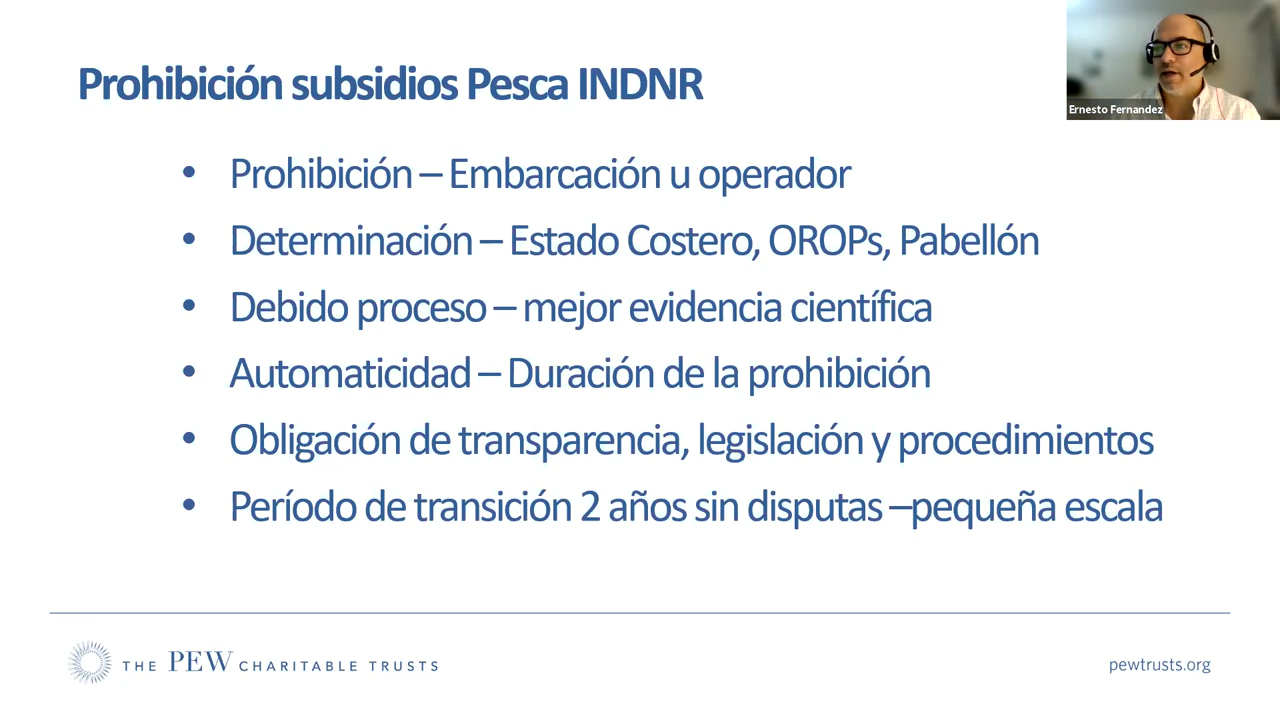 Prohibición subsidios Pesca INDNR
Ernesto Fernandez
• Prohibición – Embarcación u operador
• Determinación – Estado Costero, OROPs, Pabellón
• Debido proceso – mejor evidencia científica
• Automaticidad – Duración de la prohibición
• Obligación de transparencia, legislación y procedimientos
• Período de transición 2 años sin disputas –pequeña escala
THE PEW CHARITABLE TRUSTS
pewtrusts.org